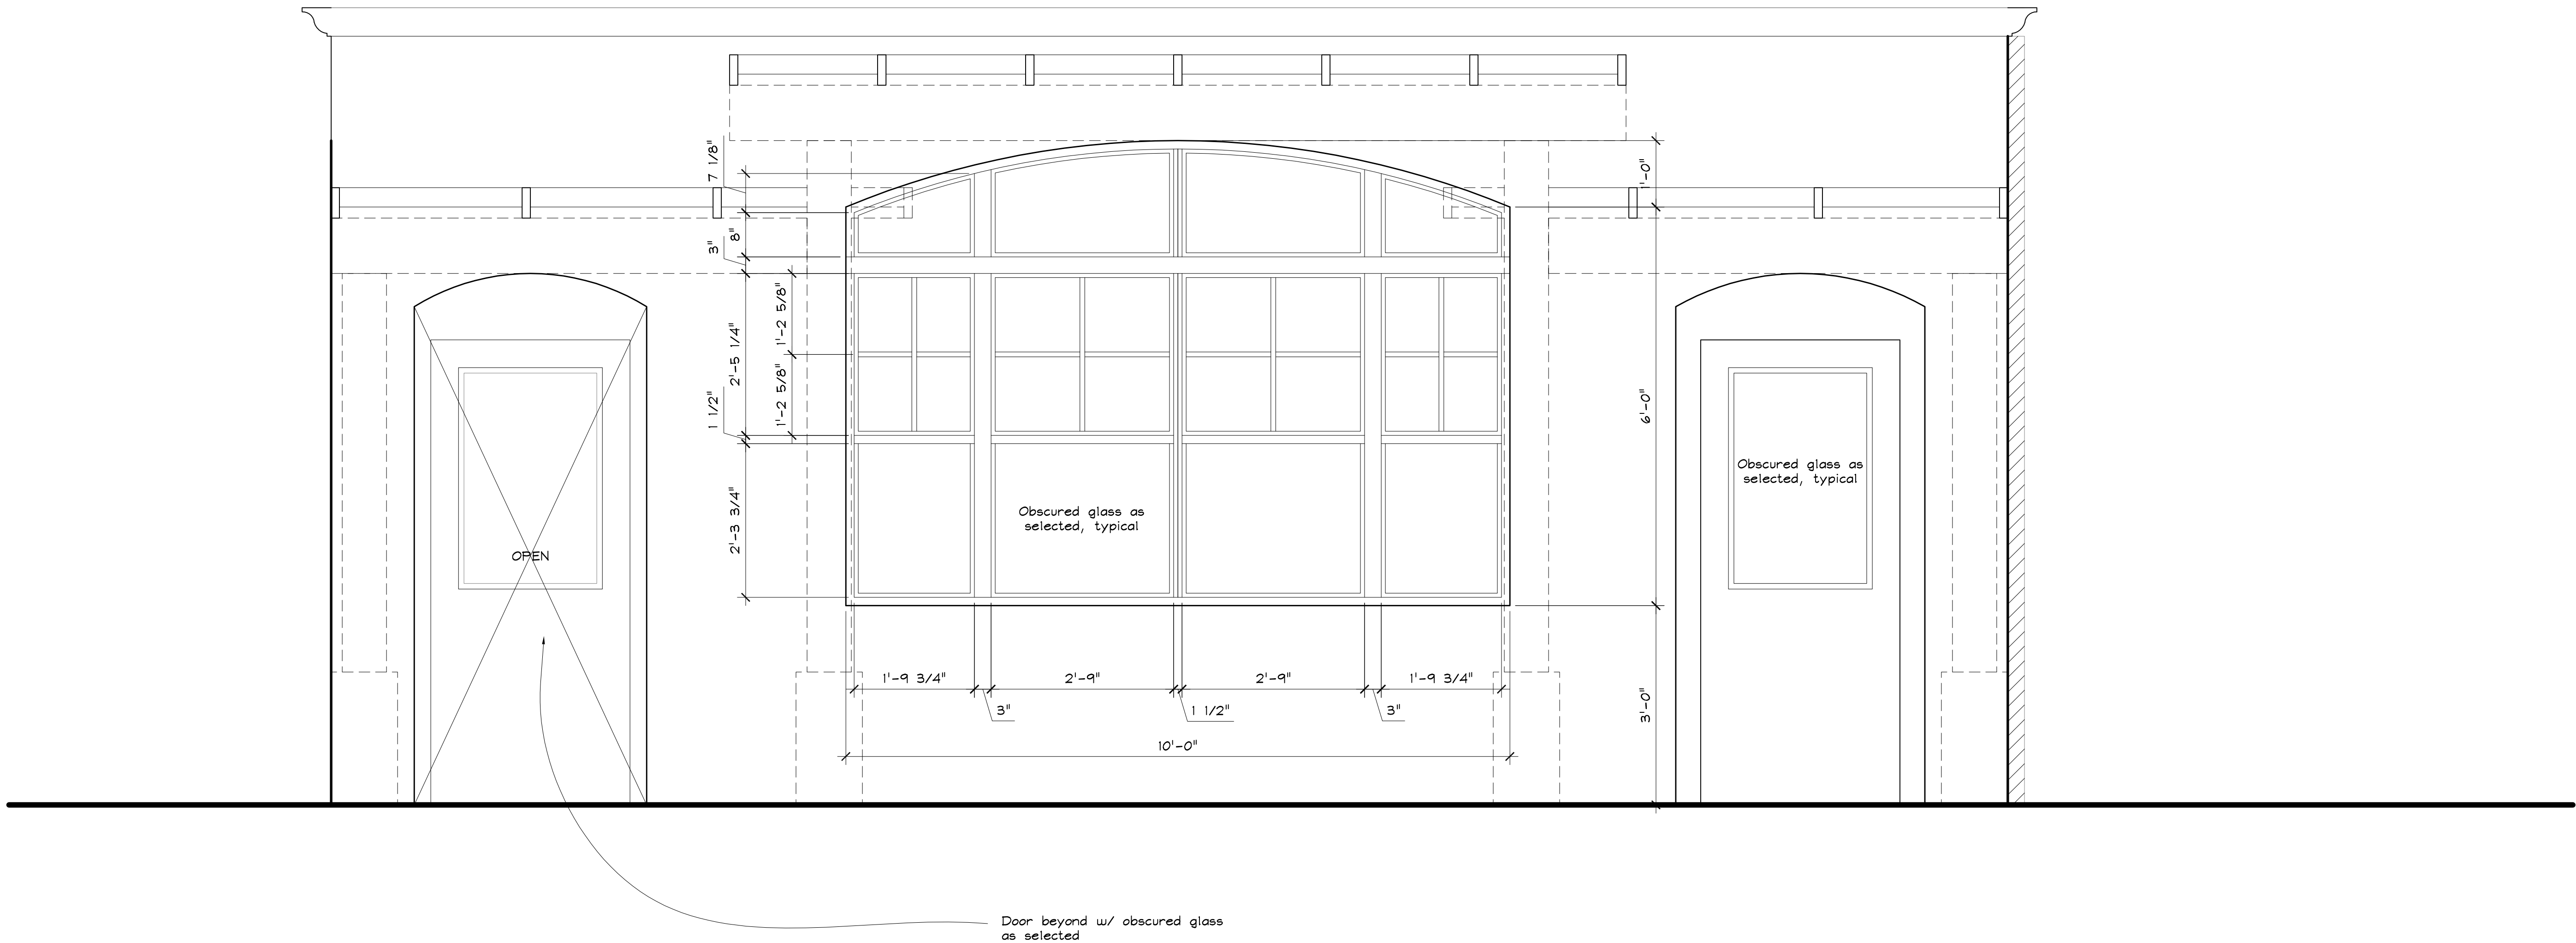 7 1/8"
1'-0"
3"
8"
1'-2 5/8"
2'-5 1/4"
1'-2 5/8"
1 1/2"
6'-0"
Obscured glass as
selected, typical
2'-3 3/4"
Obscured glass as
selected, typical
OPEN
1'-9 3/4"
2'-9"
2'-9"
1'-9 3/4"
3"
1 1/2"
3"
3'-0"
10'-0"
Door beyond w/ obscured glass
as selected